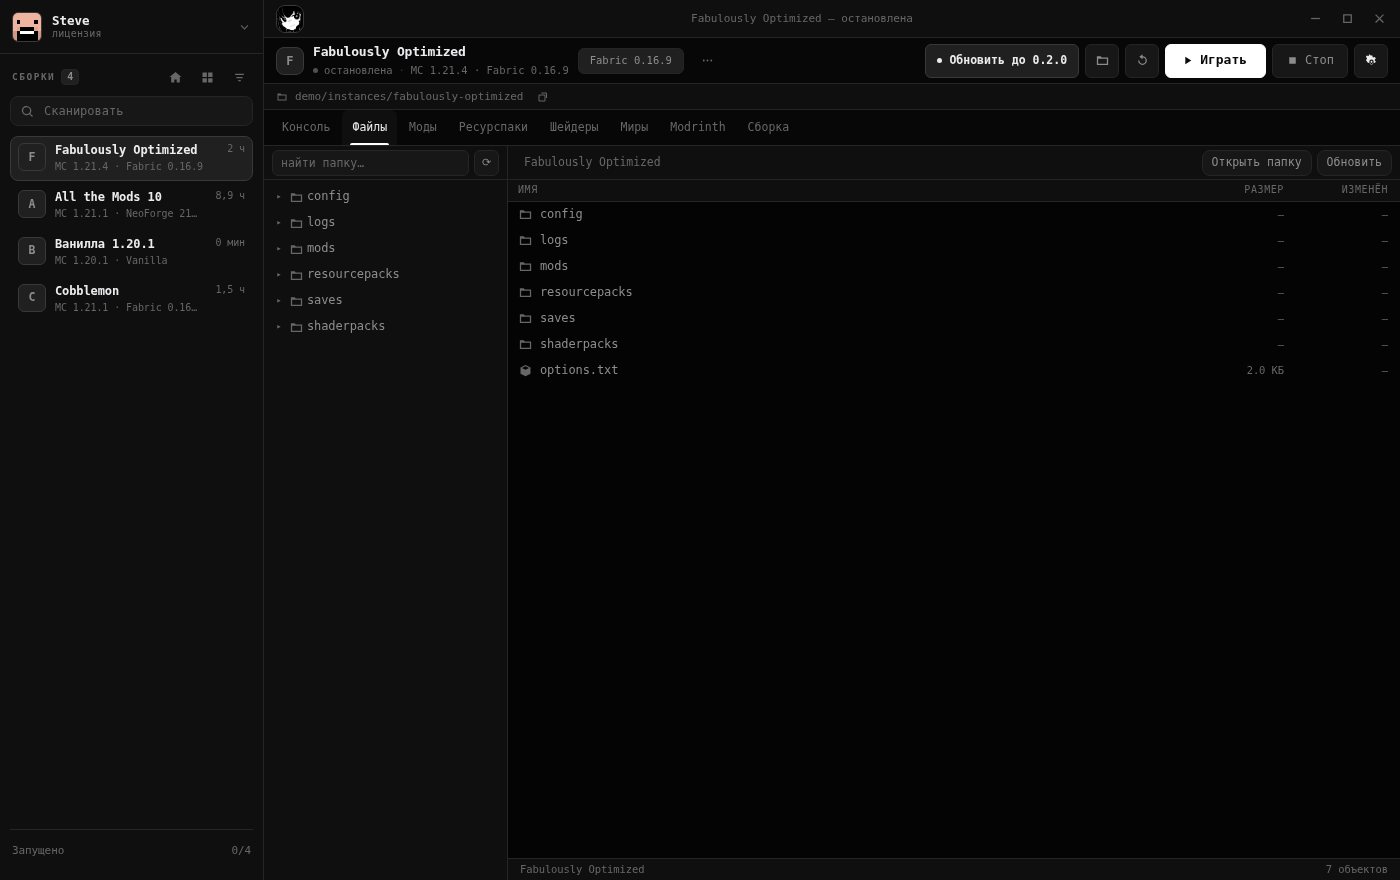 Steve
лицензия
СБОРКИ 4
Сканировать
F Fabulously Optimized 2 ч
MC 1.21.4 · Fabric 0.16.9
A All the Mods 10 8,9 ч
MC 1.21.1 · NeoForge 21…
В Ванилла 1.20.1 0 мин
MC 1.20.1 · Vanilla
C Cobblemon 1,5 ч
MC 1.21.1 · Fabric 0.16…
Запущено 0/4
Fabulously Optimized — остановлена
F Fabulously Optimized
остановлена · MC 1.21.4 · Fabric 0.16.9
Fabric 0.16.9
Обновить до 0.2.0
Играть
Стоп
demo/instances/fabulously-optimized
Консоль Файлы Моды Ресурспаки Шейдеры Миры Modrinth Сборка
найти папку…
config
logs
mods
resourcepacks
saves
shaderpacks
Fabulously Optimized Открыть папку Обновить
ИМЯ РАЗМЕР ИЗМЕНЁН
config — —
logs — —
mods — —
resourcepacks — —
saves — —
shaderpacks — —
options.txt 2.0 КБ —
Fabulously Optimized 7 объектов